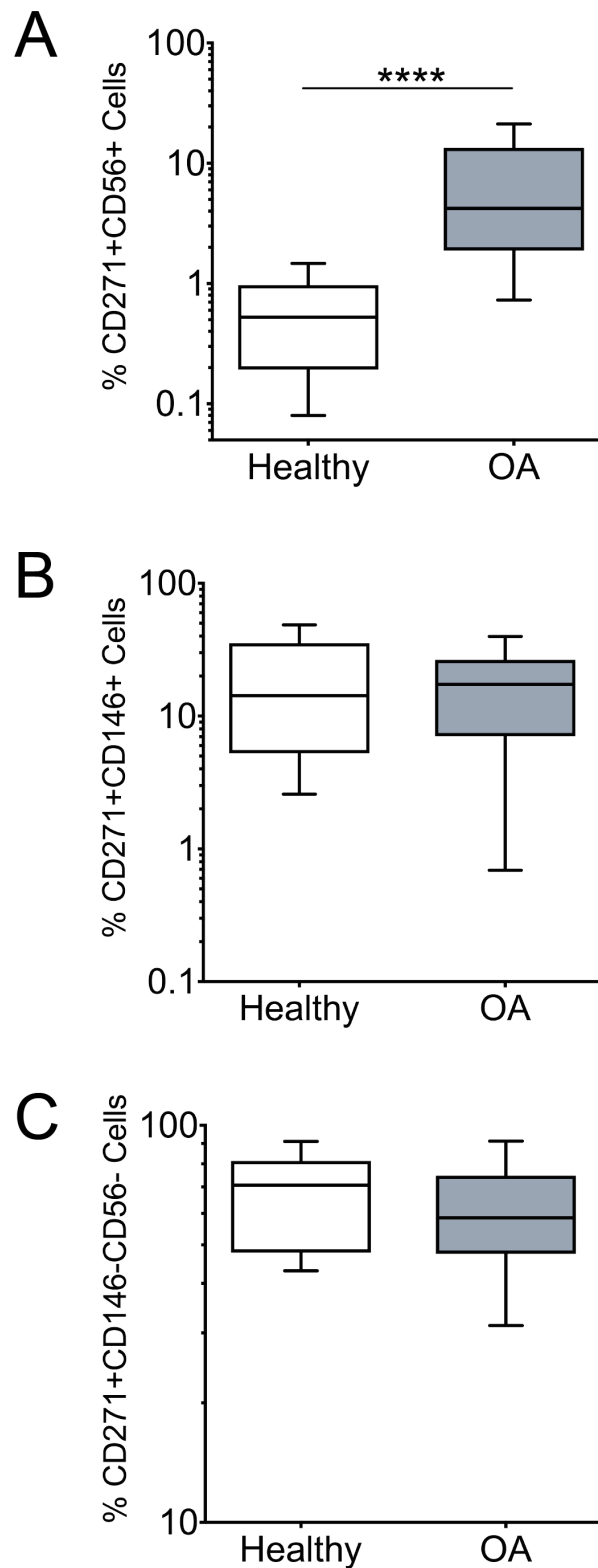 A
% CD271+CD56+ Cells
100
10
1
0.1
****
Healthy OA
B
% CD271+CD146+ Cells
100
10
1
0.1
Healthy OA
C
% CD271+CD146-CD56- Cells
100
10
Healthy OA